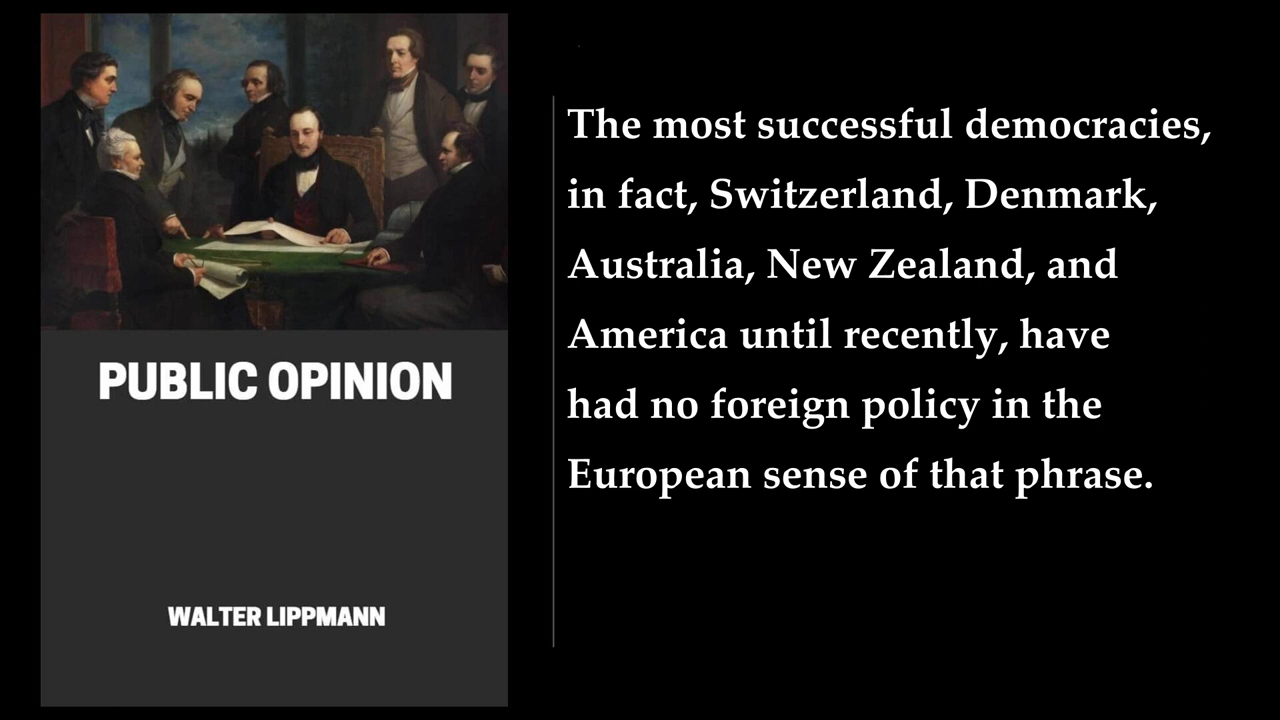 PUBLIC OPINION
WALTER LIPPMANN
The most successful democracies,
in fact, Switzerland, Denmark,
Australia, New Zealand, and
America until recently, have
had no foreign policy in the
European sense of that phrase.